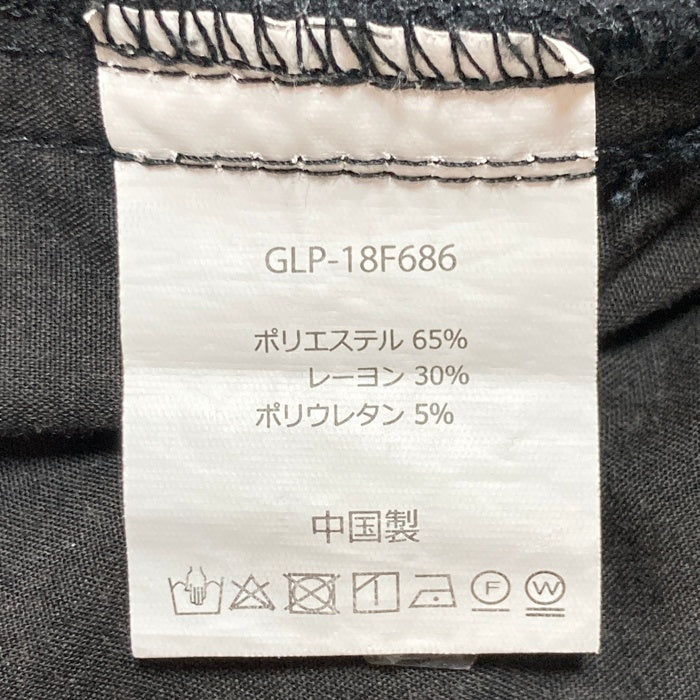 GLP-18F686
ポリエステル 65%
レーヨン 30%
ポリウレタン 5%
中国製
F W